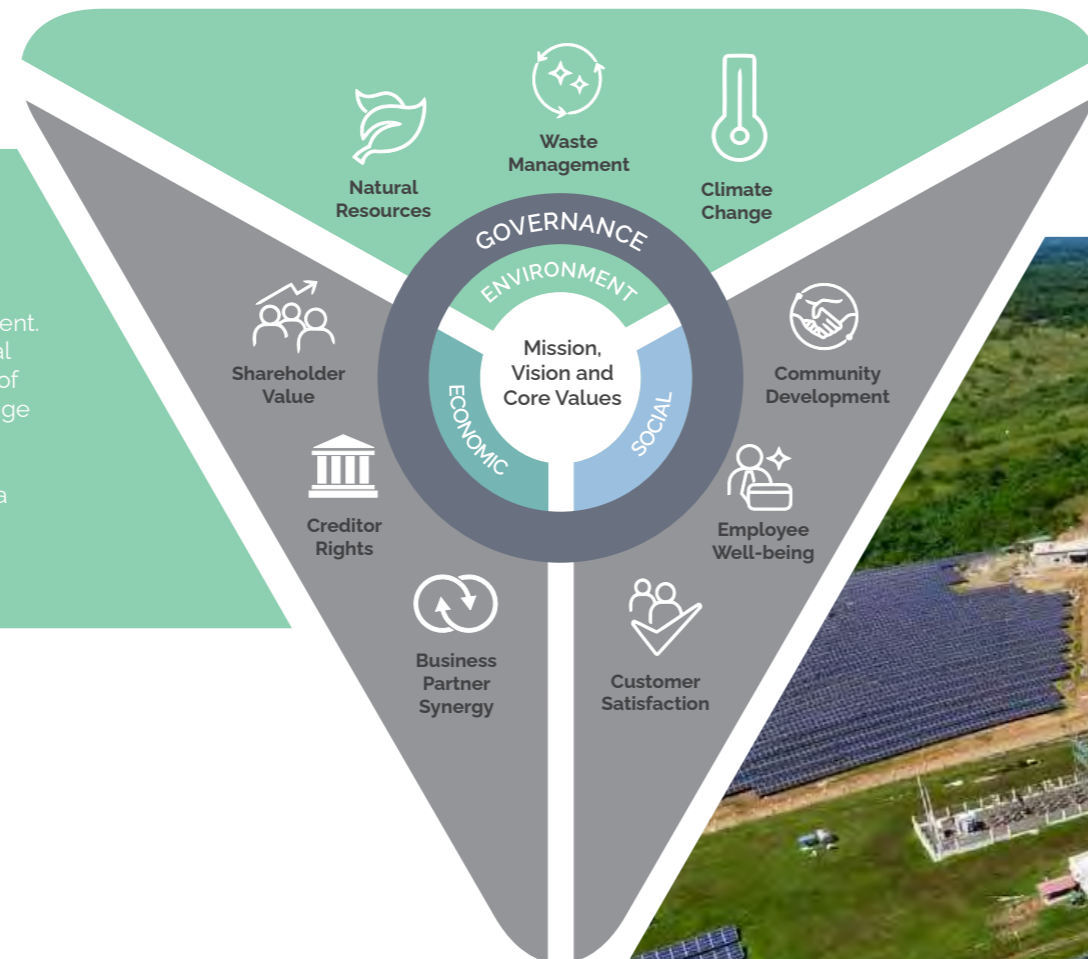 Natural
Resources
Waste
Management
Climate
Change
GOVERNANCE
ENVIRONMENT
ECONOMIC
SOCIAL
Mission,
Vision and
Core Values
Shareholder
Value
Creditor
Rights
Business
Partner
Synergy
Community
Development
Employee
Well-being
Customer
Satisfaction
of
a